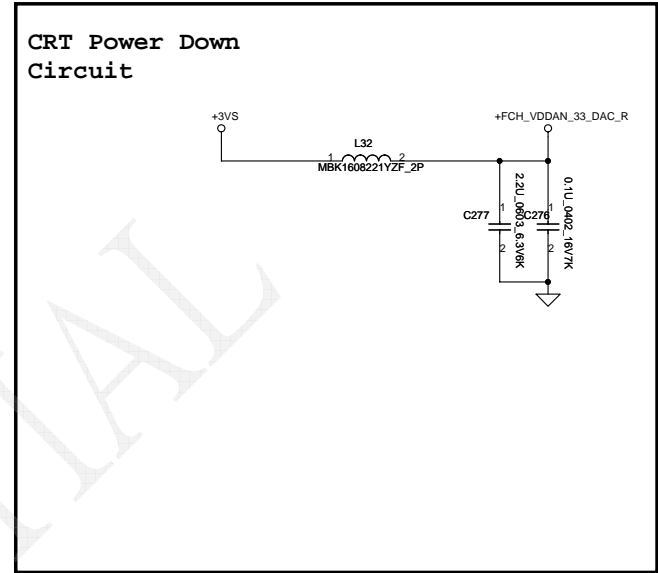 CRT Power Down
Circuit
+3VS
+FCH_VDDAN_33_DAC_R
L32
1
2
MBK1608221YZF_2P
C277
1
2
2.2U_0603_6.3V6K
C276
1
2
0.1U_0402_16V7K